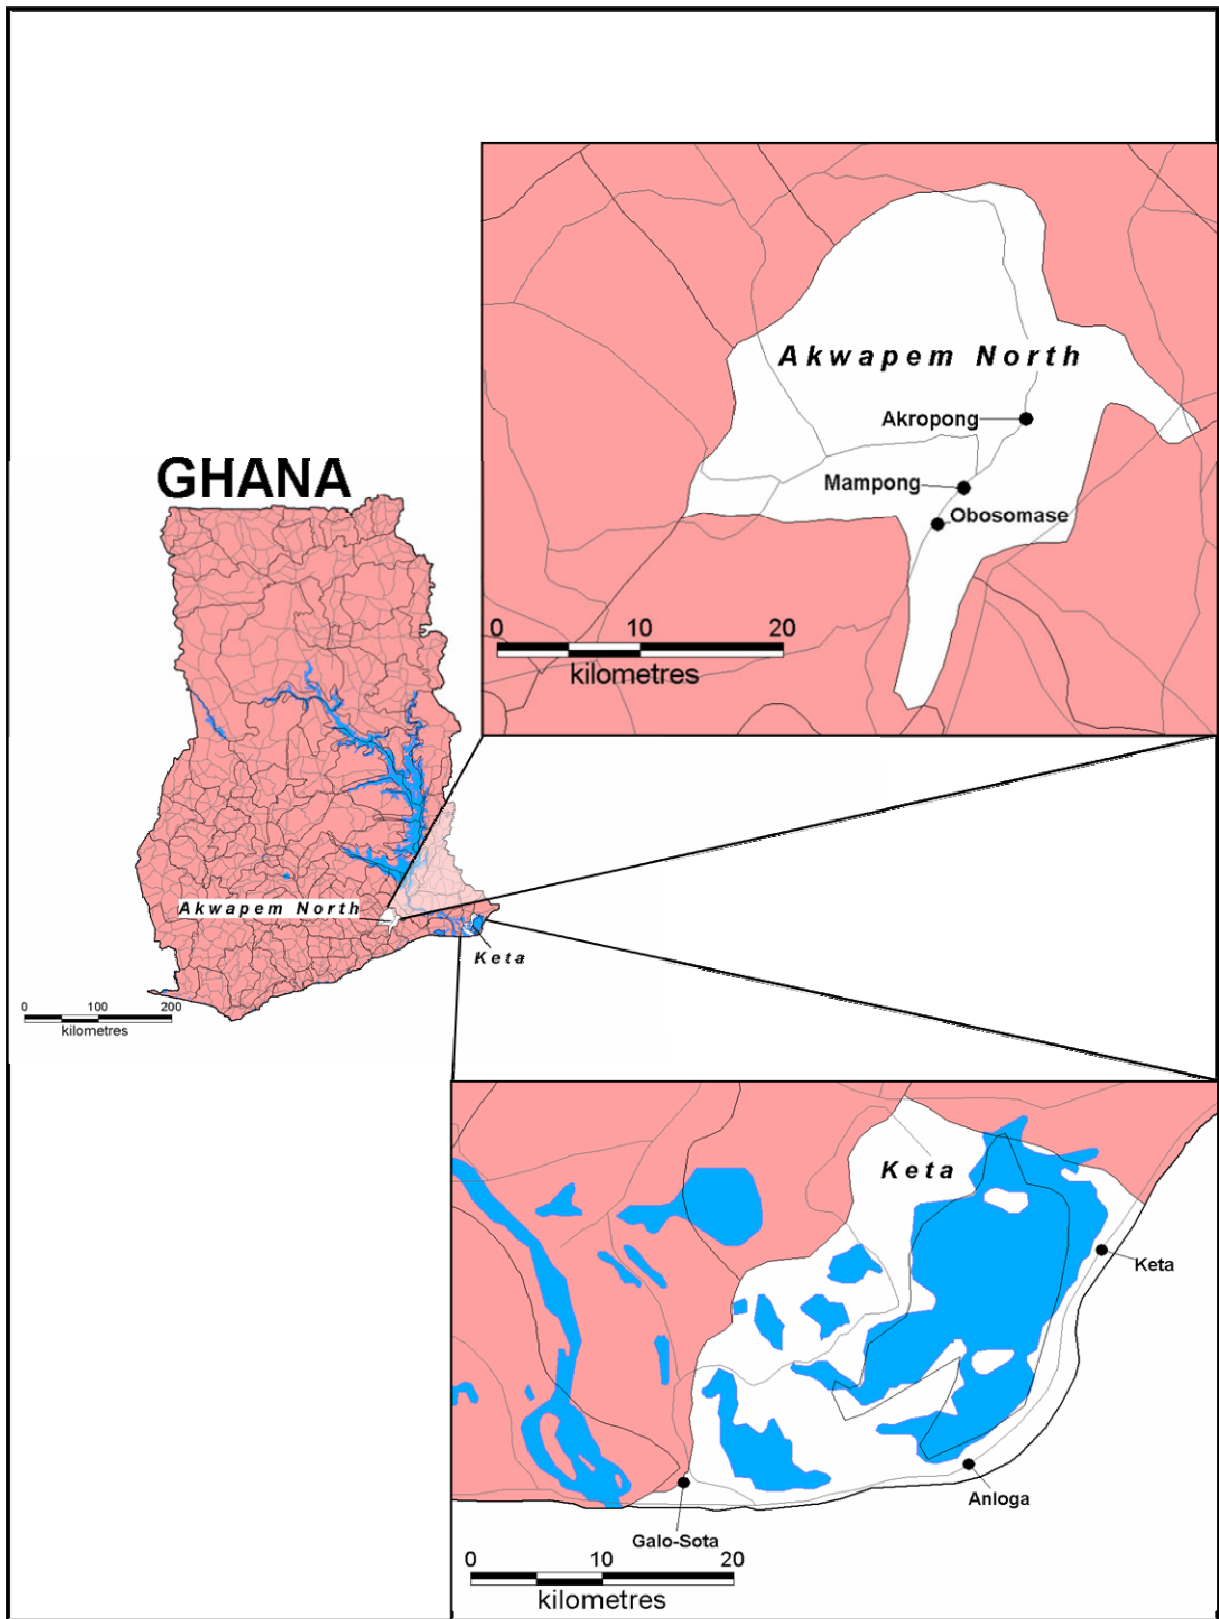 Akwapem North
Akropong
Mampong
Obosomase
0 10 20
kilometres
GHANA
Akwapem North
Keta
0 100 200
kilometres
Keta
Keta
Anloga
Galo-Sota
0 10 20
kilometres